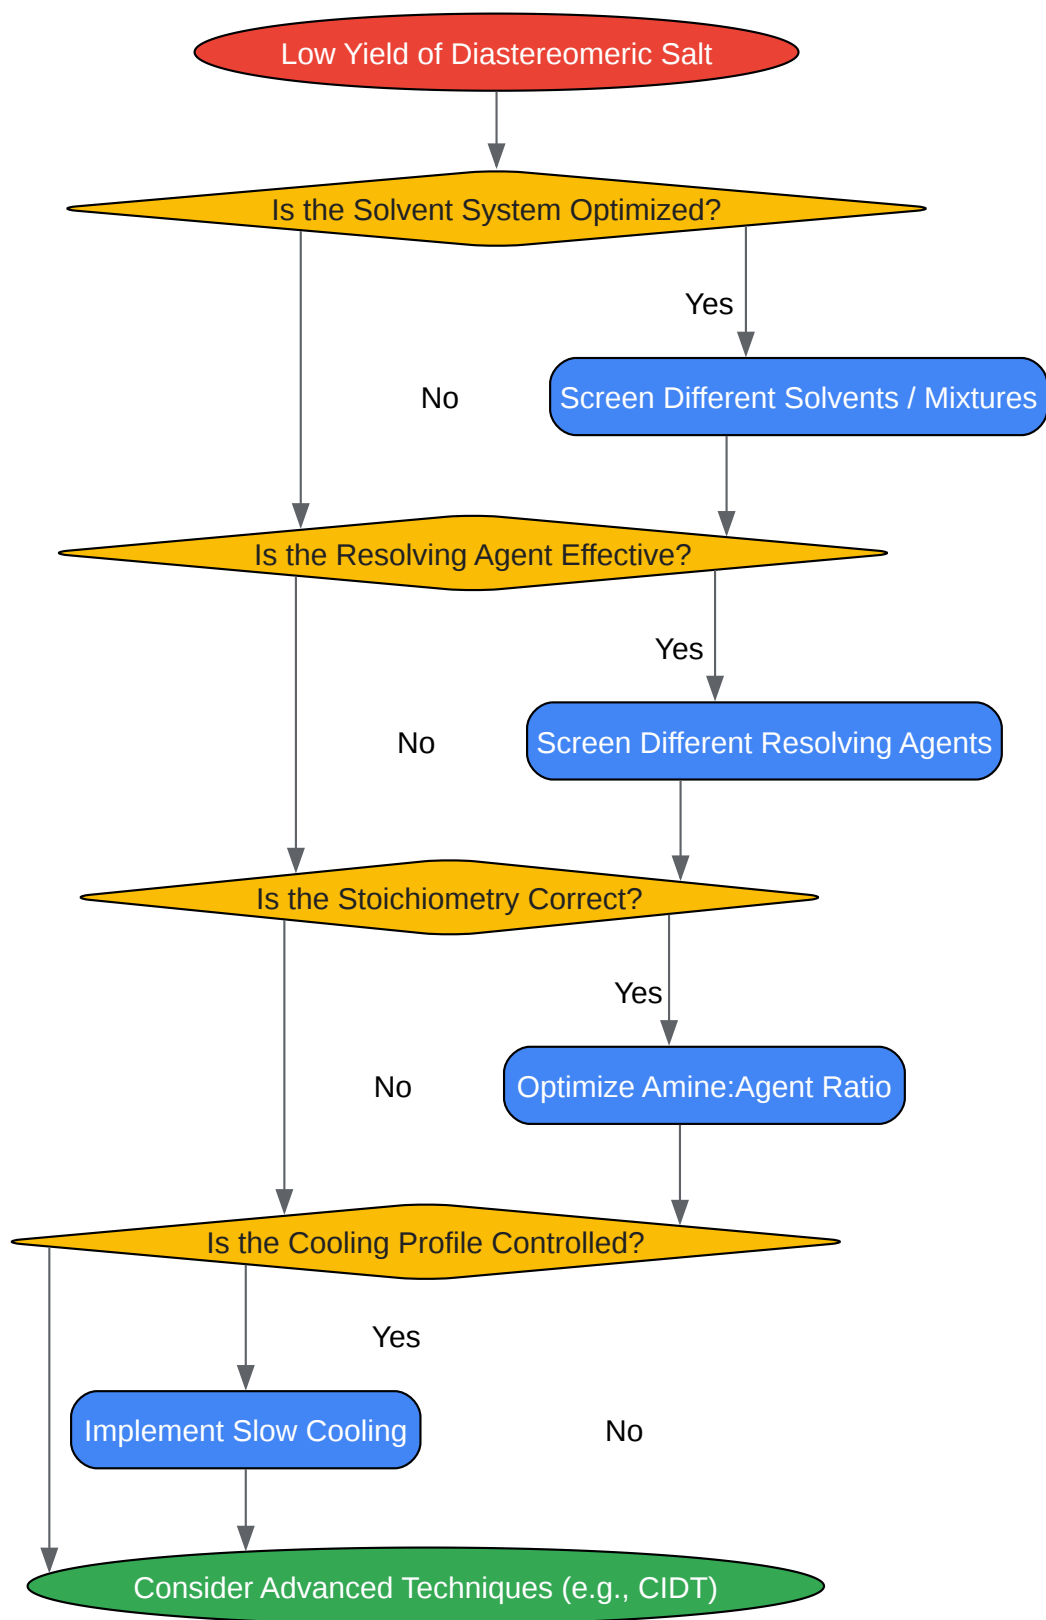 Low Yield of Diastereomeric Salt
Is the Solvent System Optimized?
Yes
No
Screen Different Solvents / Mixtures
Is the Resolving Agent Effective?
Yes
No
Screen Different Resolving Agents
Is the Stoichiometry Correct?
Yes
No
Optimize Amine:Agent Ratio
Is the Cooling Profile Controlled?
Yes
Implement Slow Cooling
No
Consider Advanced Techniques (e.g., CIDT)